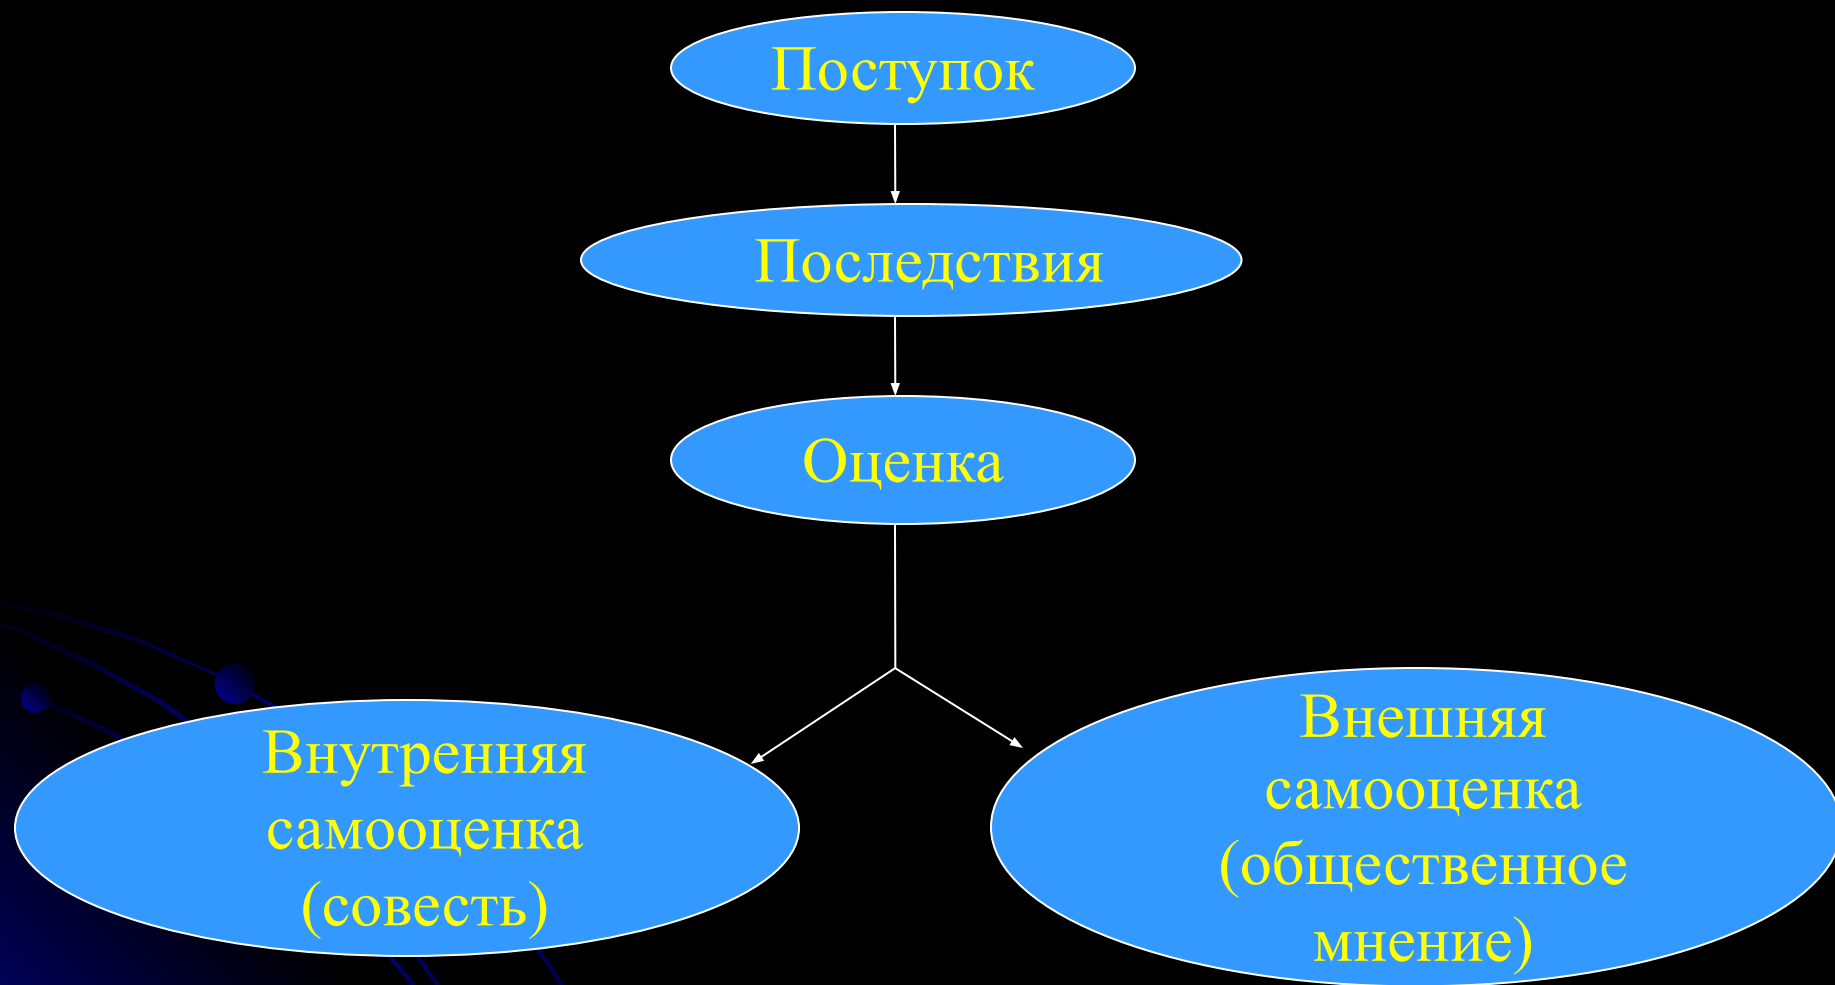 Поступок
Последствия
Оценка
Внутренняя
самооценка
(совесть)
Внешняя
самооценка
(общественное
мнение)